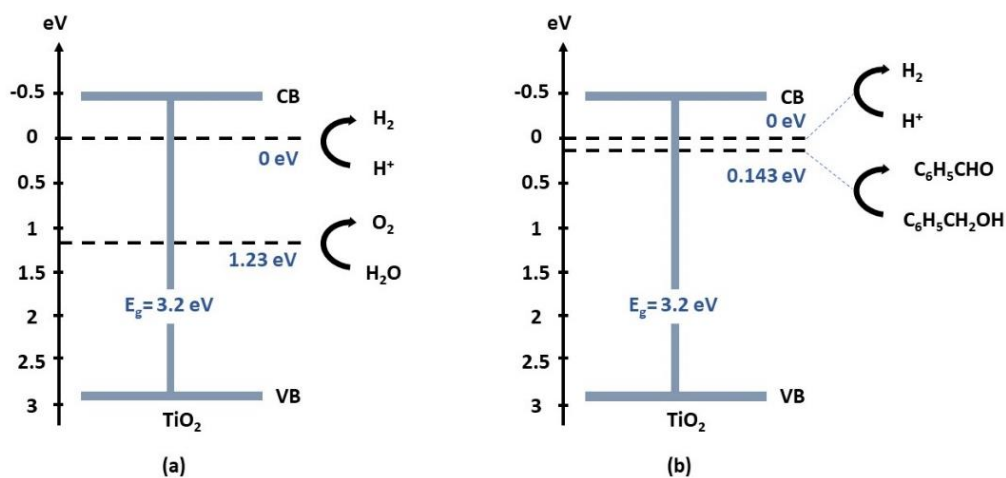 eV
-0.5
CB
0
0 eV
H₂
H⁺
0.5
1
1.23 eV
O₂
H₂O
1.5
E_g = 3.2 eV
2
2.5
VB
3
TiO₂
(a)
eV
-0.5
CB
0 eV
0
H₂
H⁺
0.143 eV
0.5
C₆H₅CHO
C₆H₅CH₂OH
1
1.5
E_g = 3.2 eV
2
2.5
VB
3
TiO₂
(b)